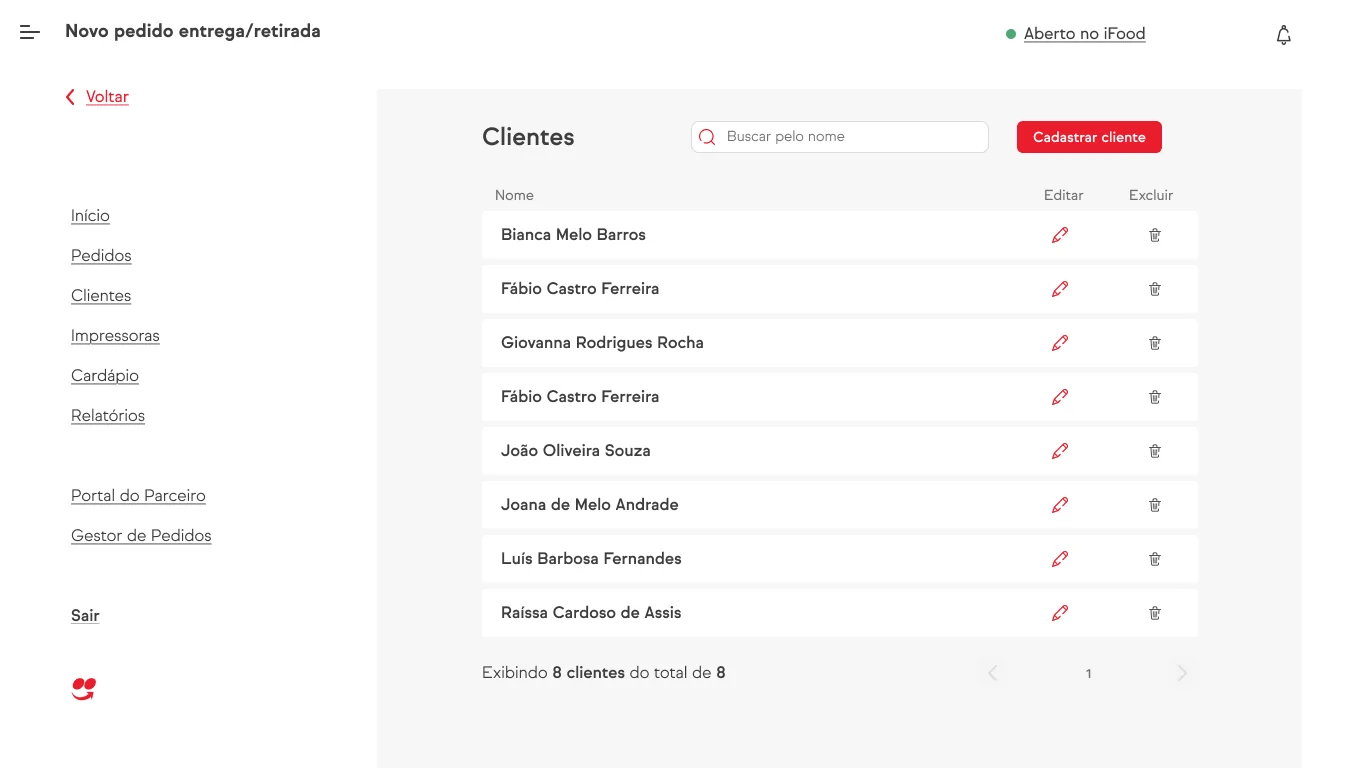 Novo pedido entrega/retirada
Aberto no iFood
Voltar
Início
Pedidos
Clientes
Impressoras
Cardápio
Relatórios
Portal do Parceiro
Gestor de Pedidos
Sair
Clientes
Buscar pelo nome
Cadastrar cliente
Nome Editar Excluir
Bianca Melo Barros
Fábio Castro Ferreira
Giovanna Rodrigues Rocha
Fábio Castro Ferreira
João Oliveira Souza
Joana de Melo Andrade
Luís Barbosa Fernandes
Raíssa Cardoso de Assis
Exibindo 8 clientes do total de 8
1